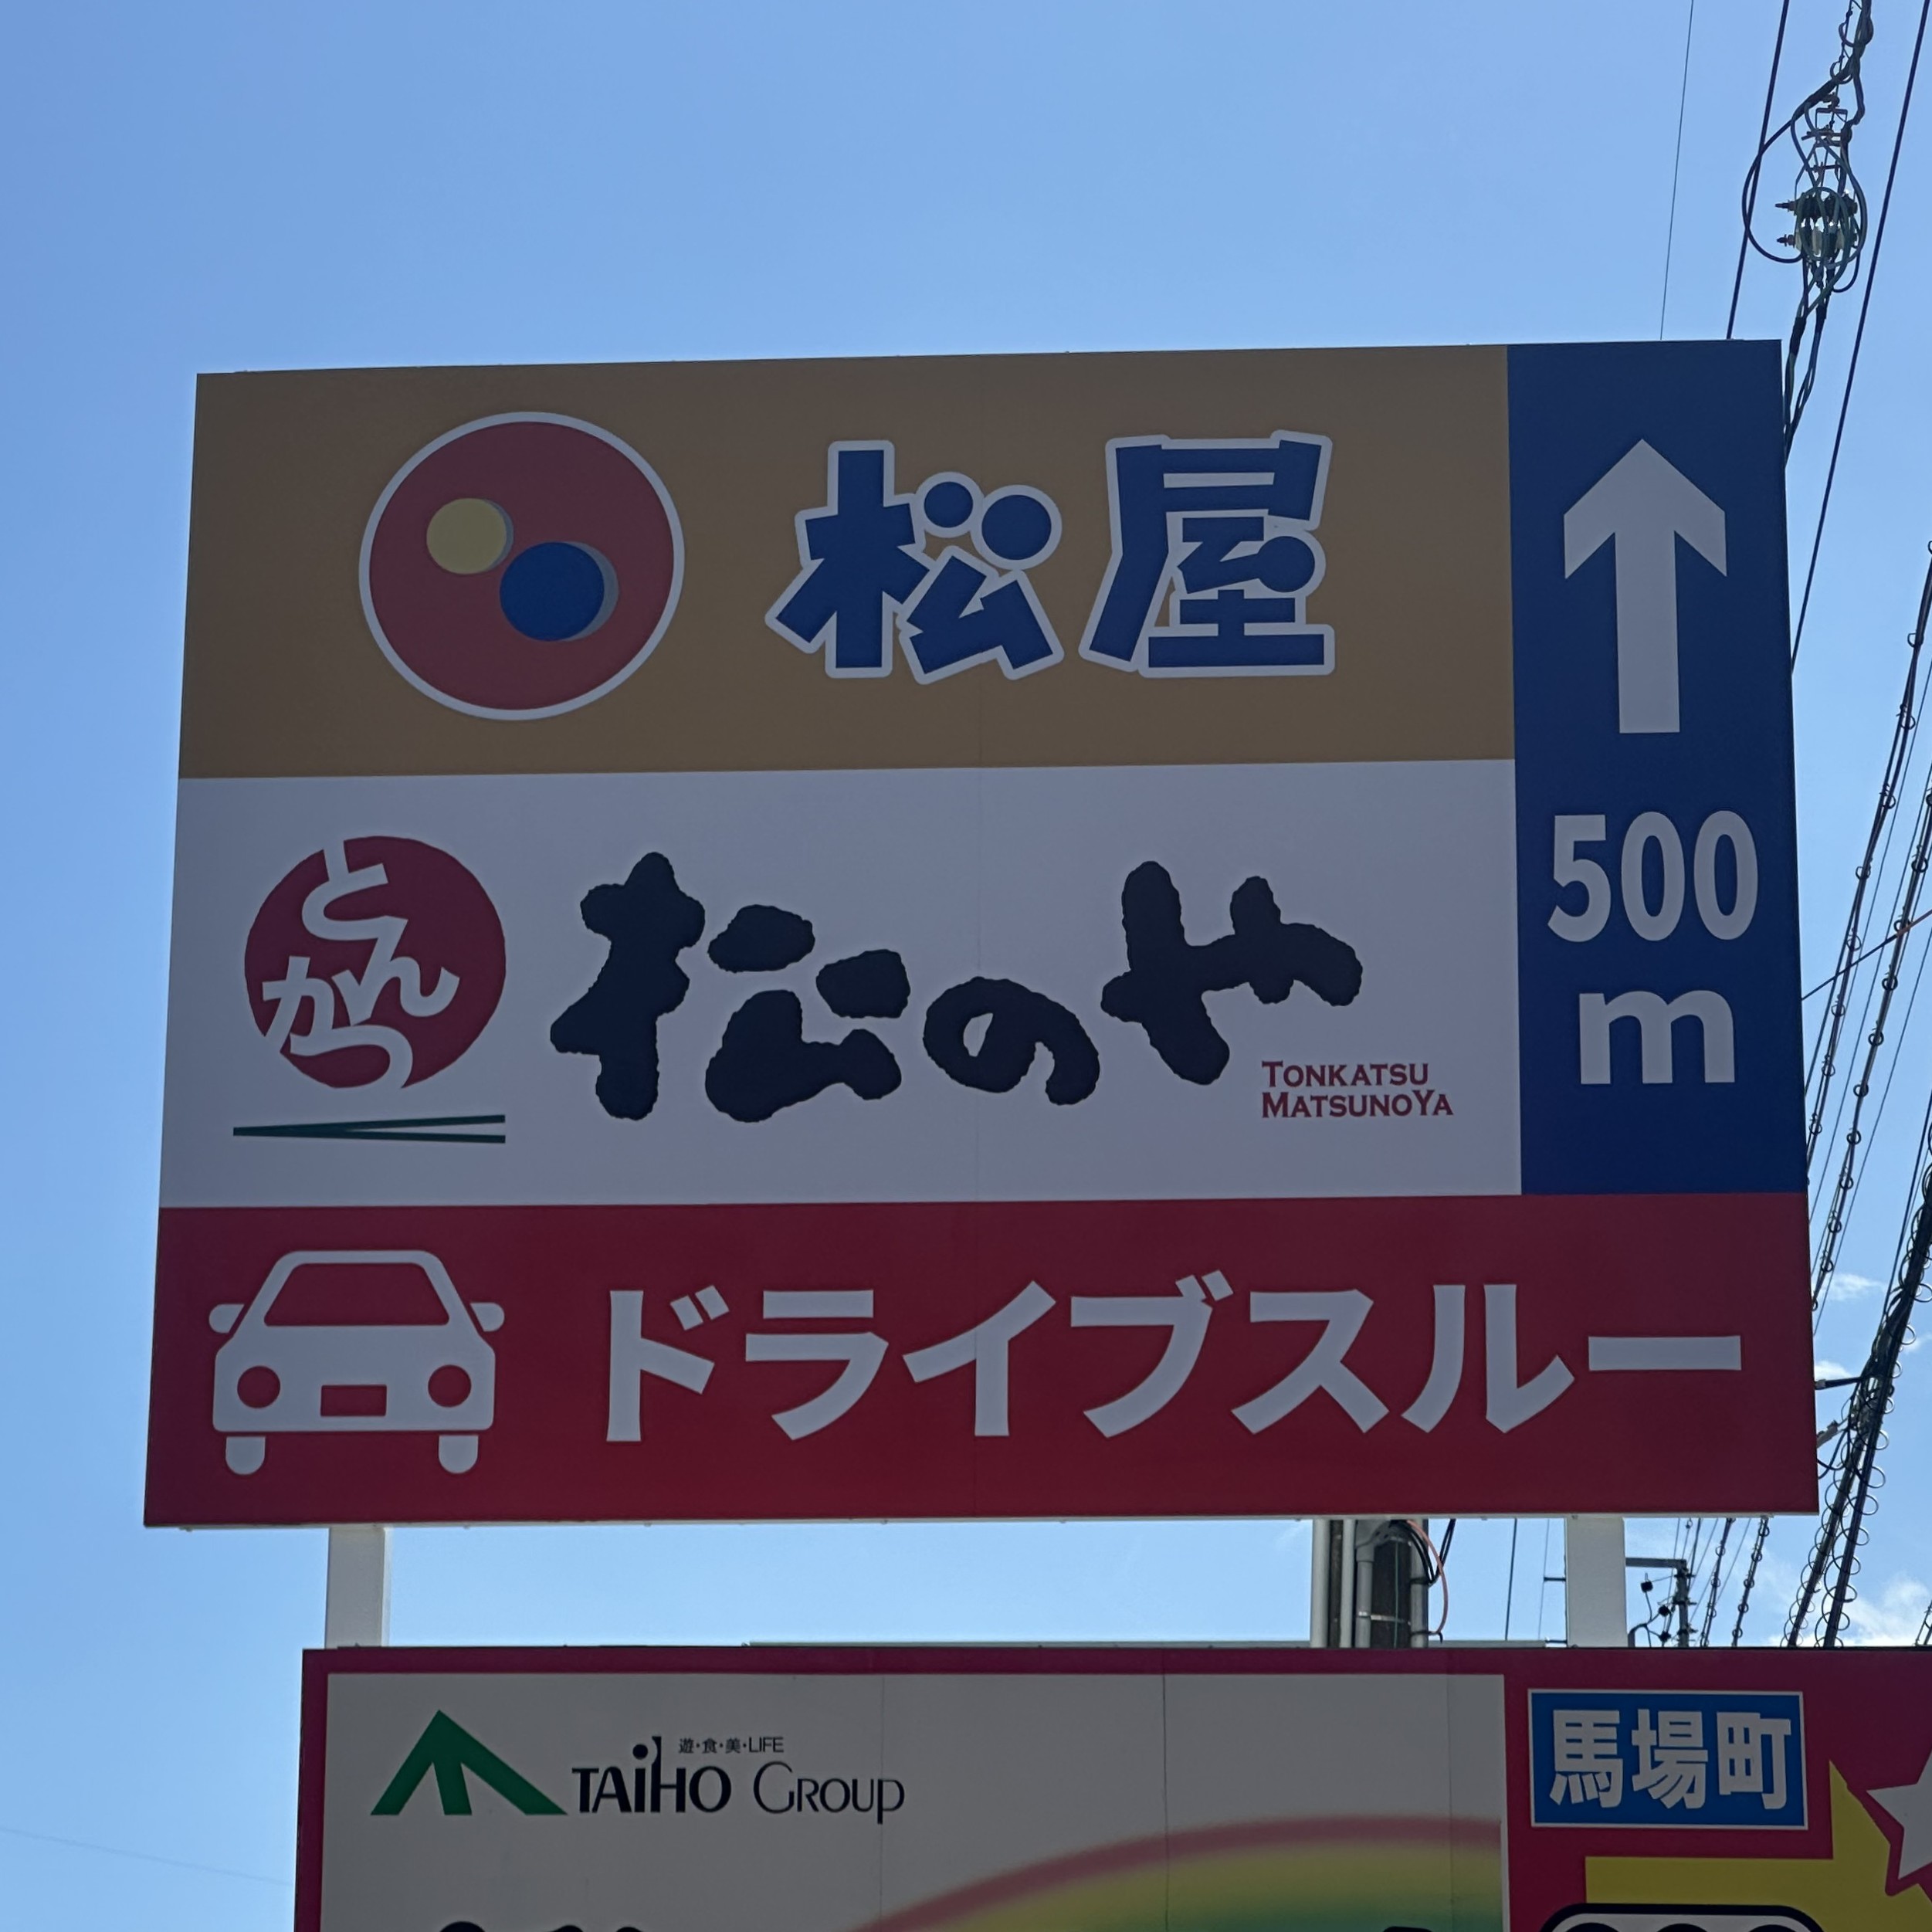 松屋
↑
500
m
とんかつ
松のや
TONKATSU
MATSUNOYA
ドライブスルー
遊・食・美・LIFE
TAIHO GROUP
馬場町